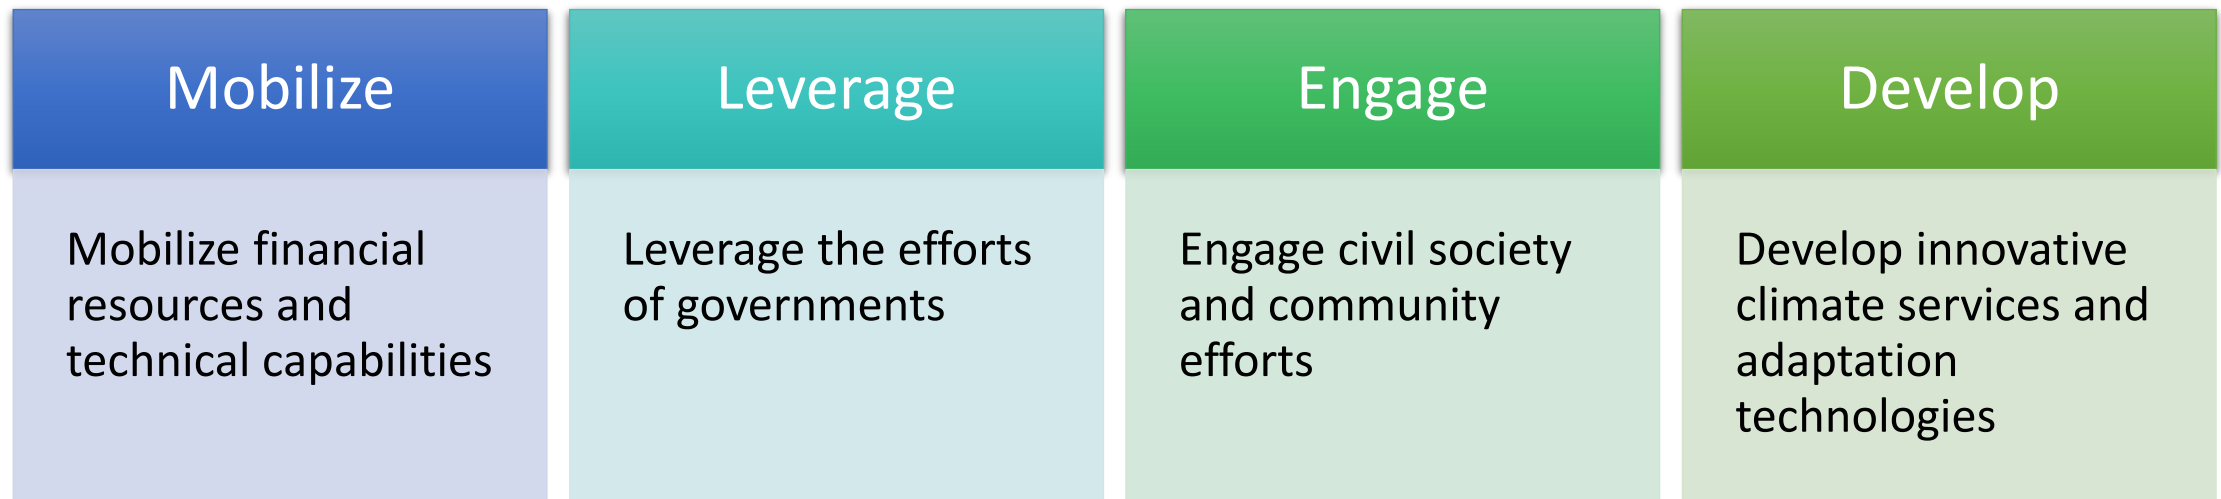 Mobilize
Mobilize financial
resources and
technical capabilities
Leverage
Leverage the efforts
of governments
Engage
Engage civil society
and community
efforts
Develop
Develop innovative
climate services and
adaptation
technologies